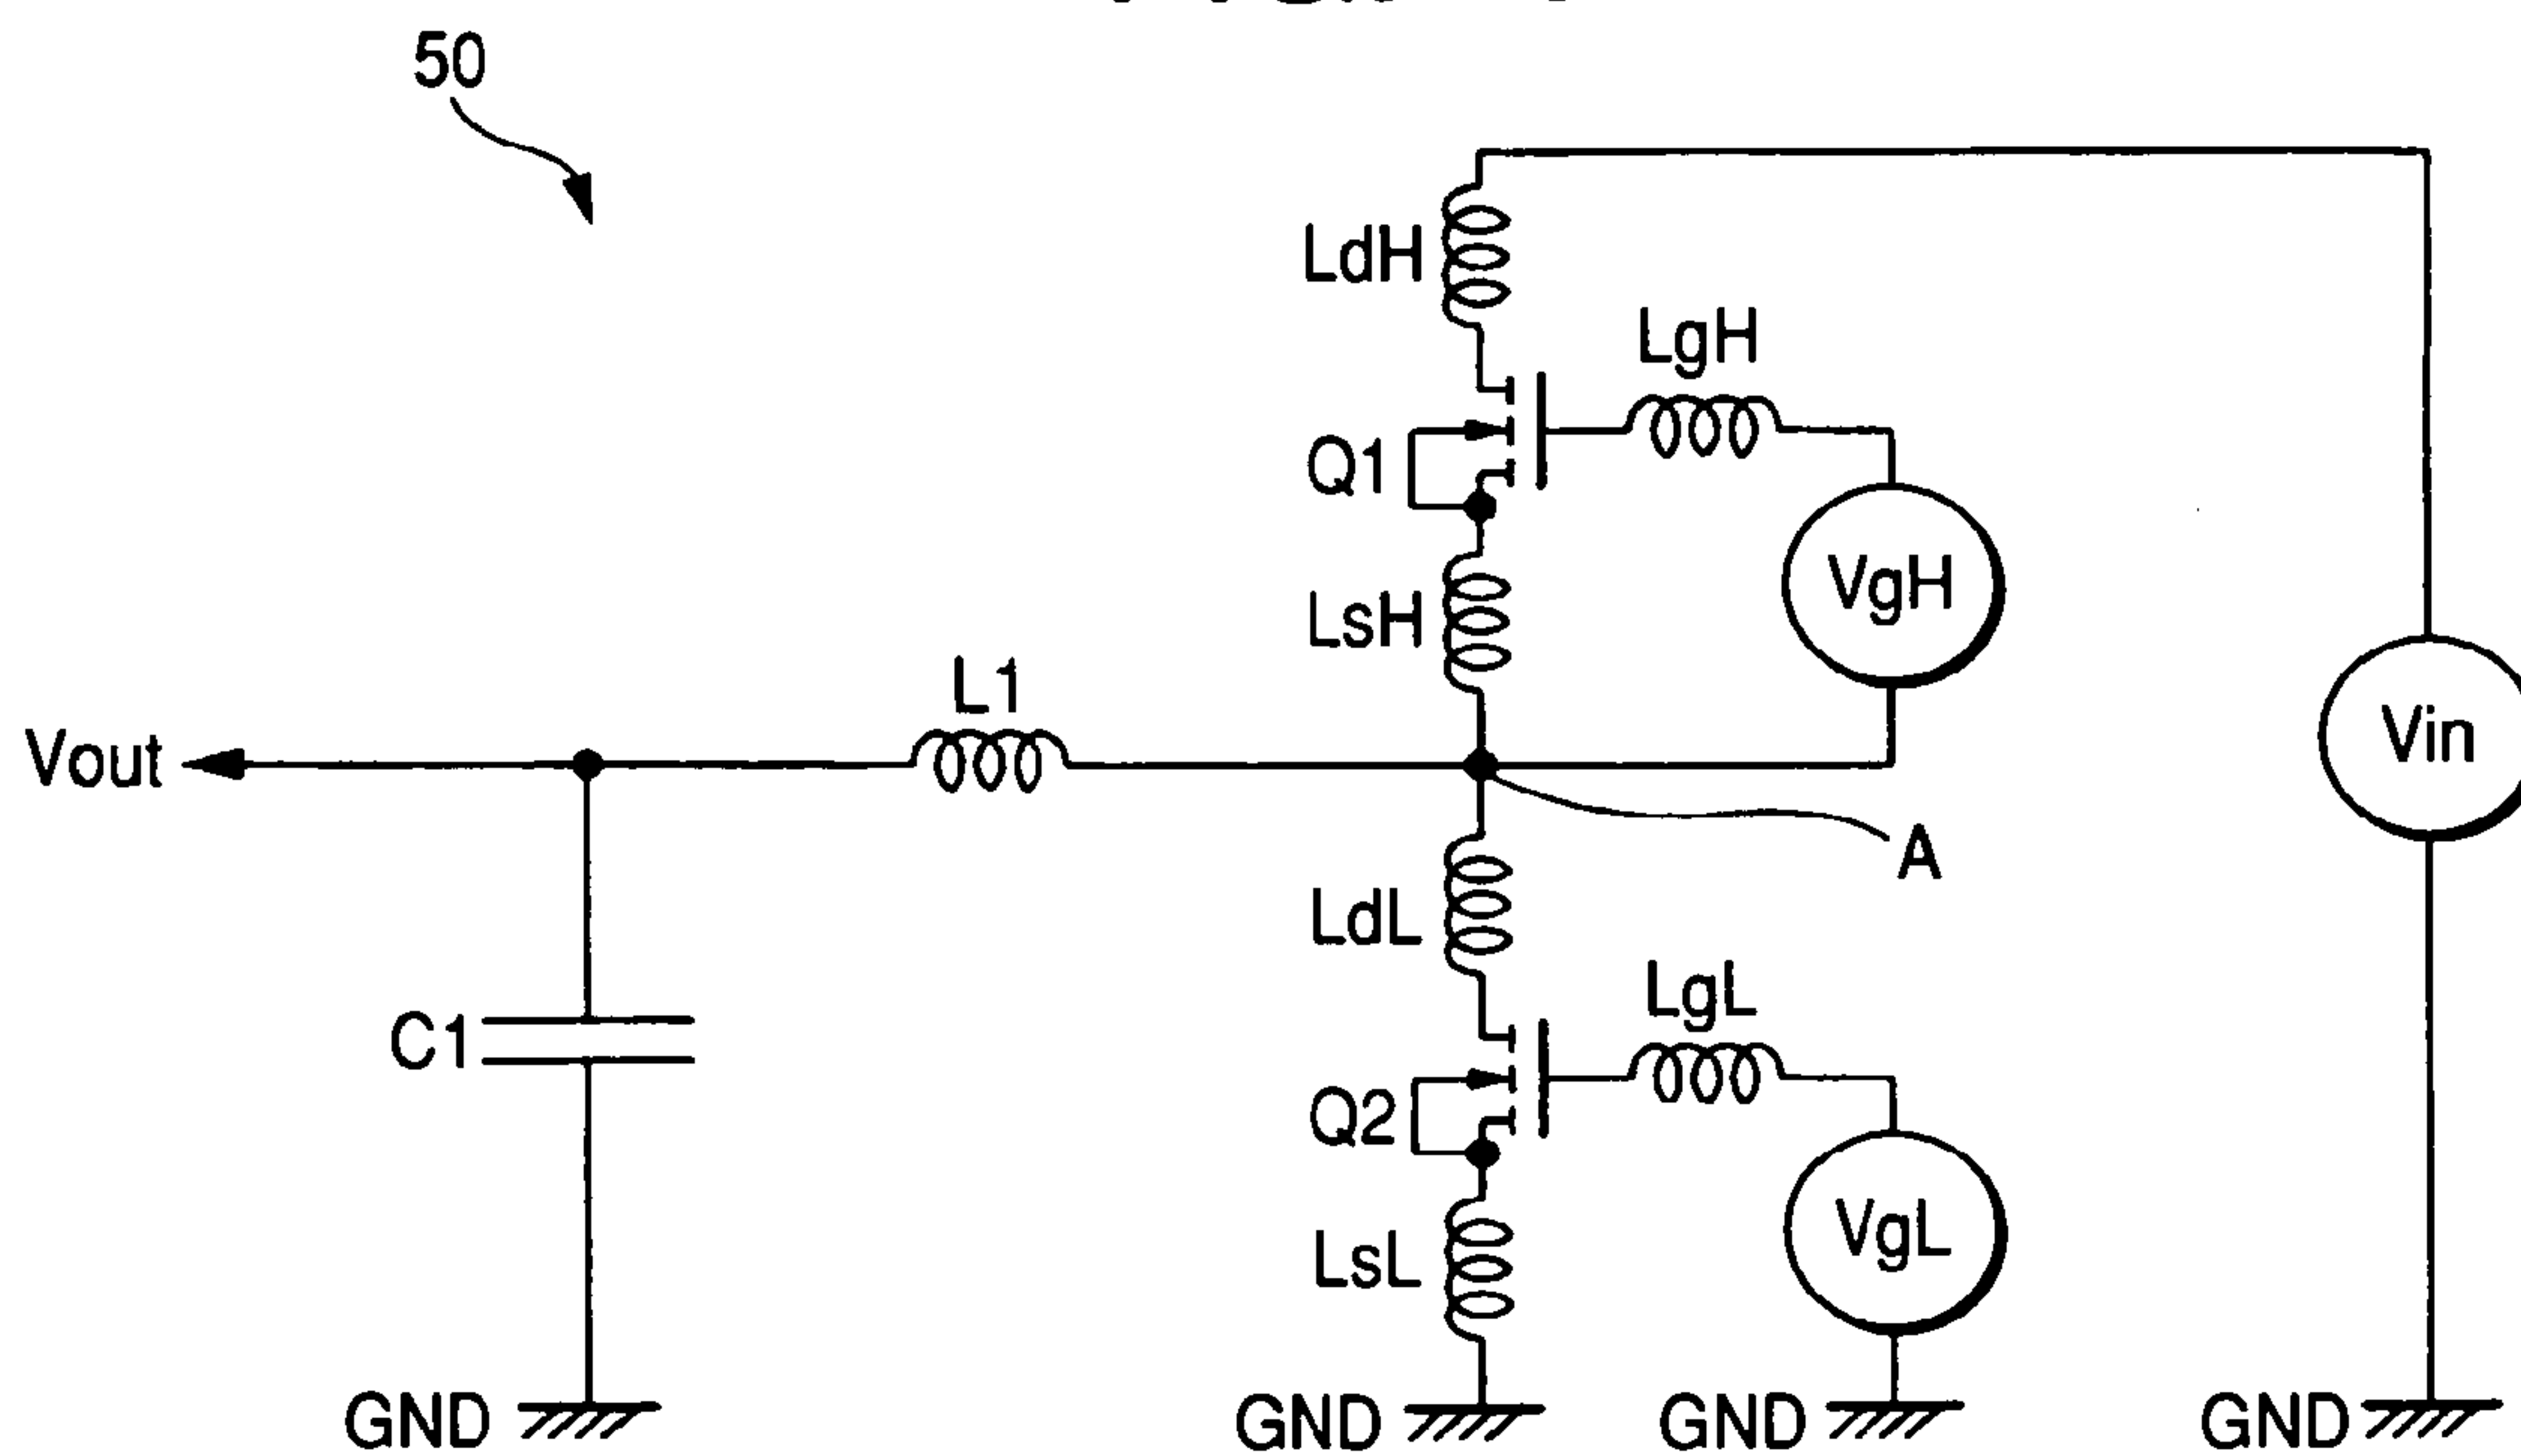 50
LdH
LgH
Q1
VgH
LsH
L1
Vin
Vout
A
LdL
LgL
C1
Q2
VgL
LsL
GND
GND
GND
GND